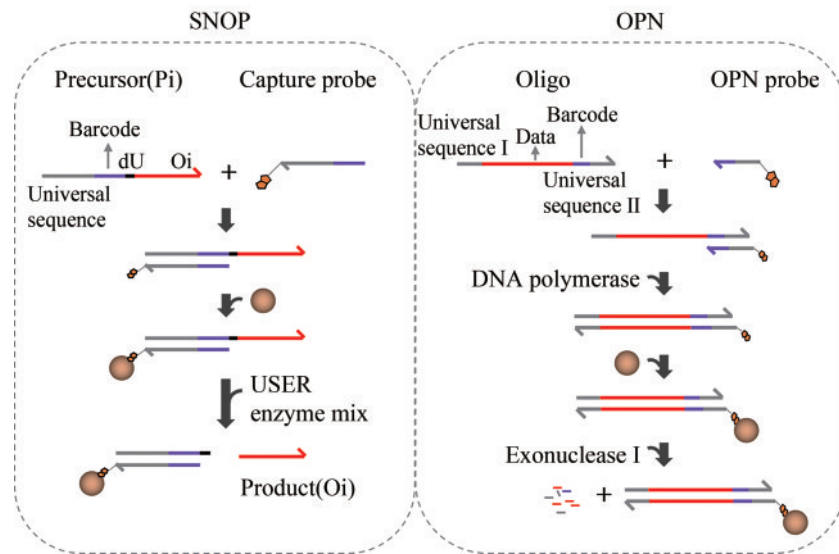 SNOP
Precursor(Pi)
Capture probe
Barcode
dU
Oi
+
Universal
sequence
USER
enzyme mix
Product(Oi)
OPN
Oligo
OPN probe
Barcode
Universal
sequence I
Data
+
Universal
sequence II
DNA polymerase
Exonuclease I
+